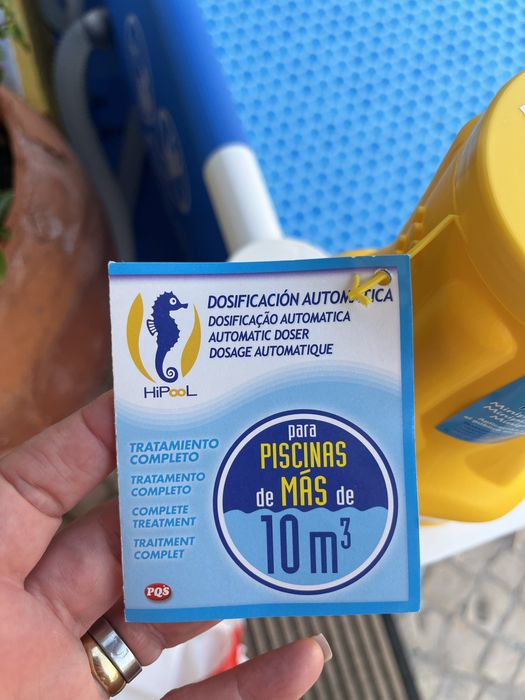 DOSIFICACIÓN AUTOMÁTICA
DOSIFICAÇÃO AUTOMATICA
AUTOMATIC DOSER
DOSAGE AUTOMATIQUE
HiPooL
TRATAMIENTO
COMPLETO
TRATAMENTO
COMPLETO
COMPLETE
TREATMENT
TRAITMENT
COMPLET
para
PISCINAS
de MÁS de
10 m³
PQS